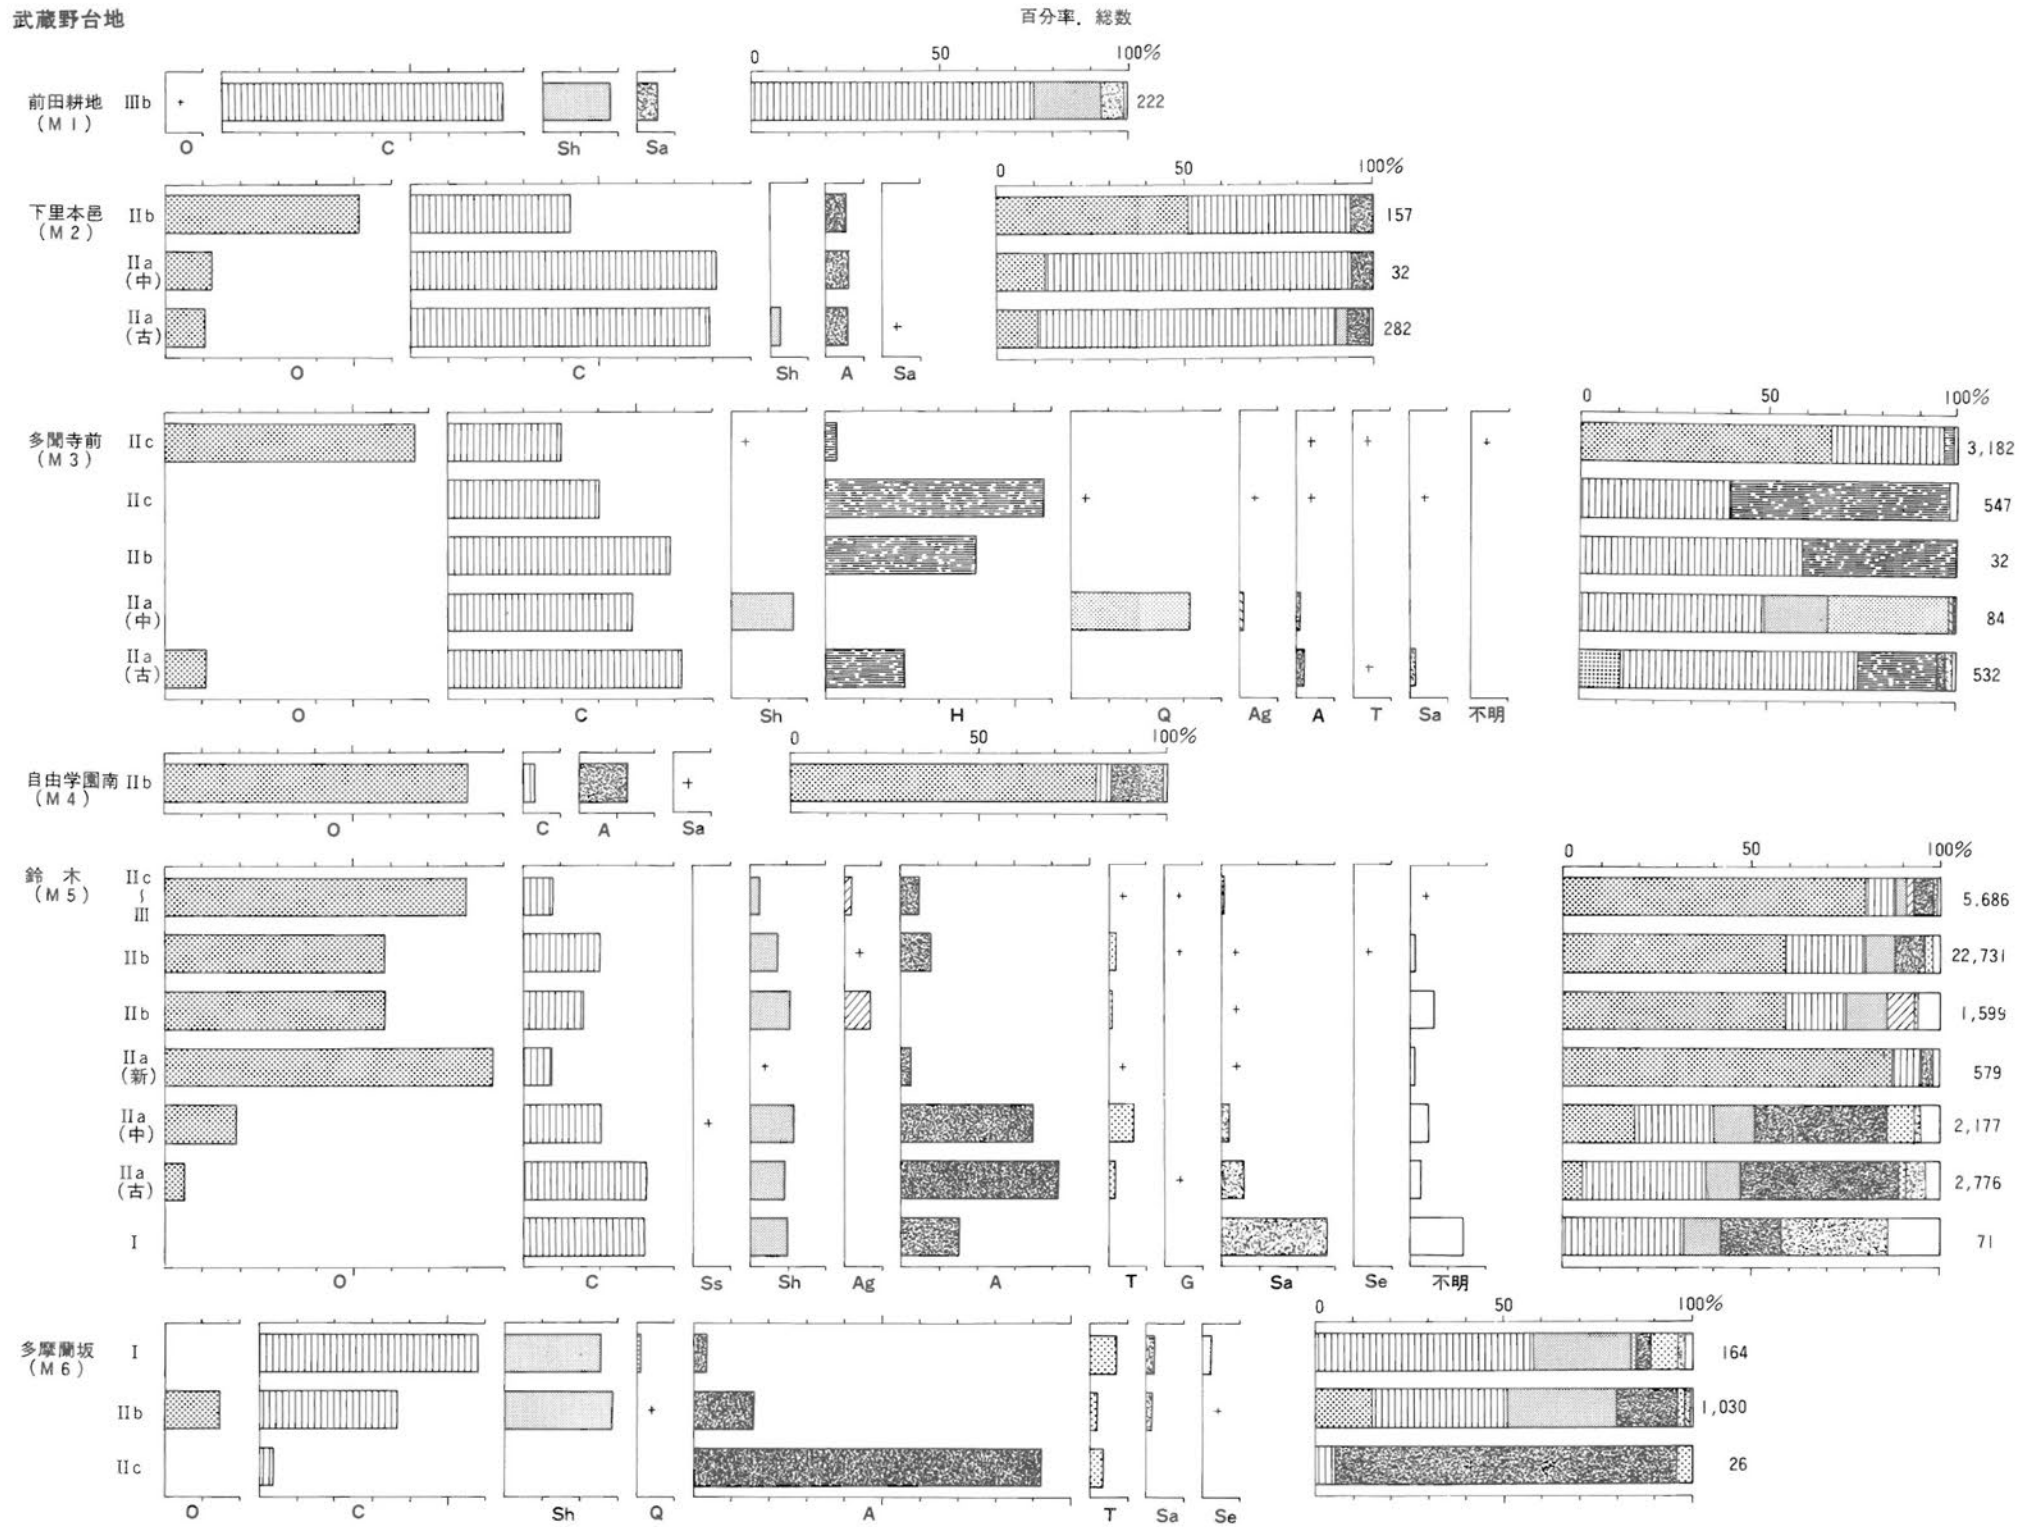 武蔵野台地
百分率．総数
0 50 100%
前田耕地 IIIb + 222
(M1)
O C Sh Sa
0 50 100%
下里本邑 IIb 157
(M2)
IIa 32
(中)
IIa + 282
(古)
O C Sh A Sa
0 50 100%
多聞寺前 IIc + + + + 3,182
(M3)
IIc + + + + 547
IIb 32
IIa 84
(中)
IIa + 532
(古)
O C Sh H Q Ag A T Sa 不明
0 50 100%
自由学園南 IIb +
(M4)
O C A Sa
0 50 100%
鈴木 IIc + + + 5,686
(M5) ~
III
IIb + + + + 22,731
IIb + 1,599
IIa + + + 579
(新)
IIa + 2,177
(中)
IIa + 2,776
(古)
I 71
O C Ss Sh Ag A T G Sa Se 不明
0 50 100%
多摩蘭坂 I 164
(M6)
IIb + + 1,030
IIc 26
O C Sh Q A T Sa Se